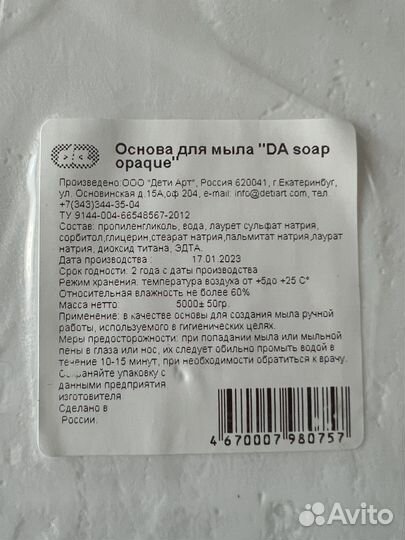 Основа для мыла "DA soap
opaque"
Произведено:ООО "Дети Арт", Россия 620041, г.Екатеринбург,
ул. Основинская д.15А,оф 204, e-mail: info@detiart.com, тел.
+7(343)344-35-04
ТУ 9144-004-66548567-2012
Состав: пропиленгликоль, вода, лаурет сульфат натрия,
сорбитол,глицерин,стеарат натрия,пальмитат натрия,лаурат
натрия, диоксид титана, ЭДТА.
Дата производства : 17.01.2023
Срок годности: 2 года с даты производства
Режим хранения: температура воздуха от +5до +25 С°
Относительная влажность не более 60%
Масса нетто: 5000± 50гр.
Применение: в качестве основы для создания мыла ручной
работы, используемого в гигиенических целях.
Меры предосторожности: при попадании мыла или мыльной
пены в глаза или нос, их следует обильно промыть водой в
течение 10-15 минут, при необходимости обратиться к врачу.
Сохраняйте упаковку с
данными предприятия
изготовителя
Сделано в
России.
4 670007 980757
Avito